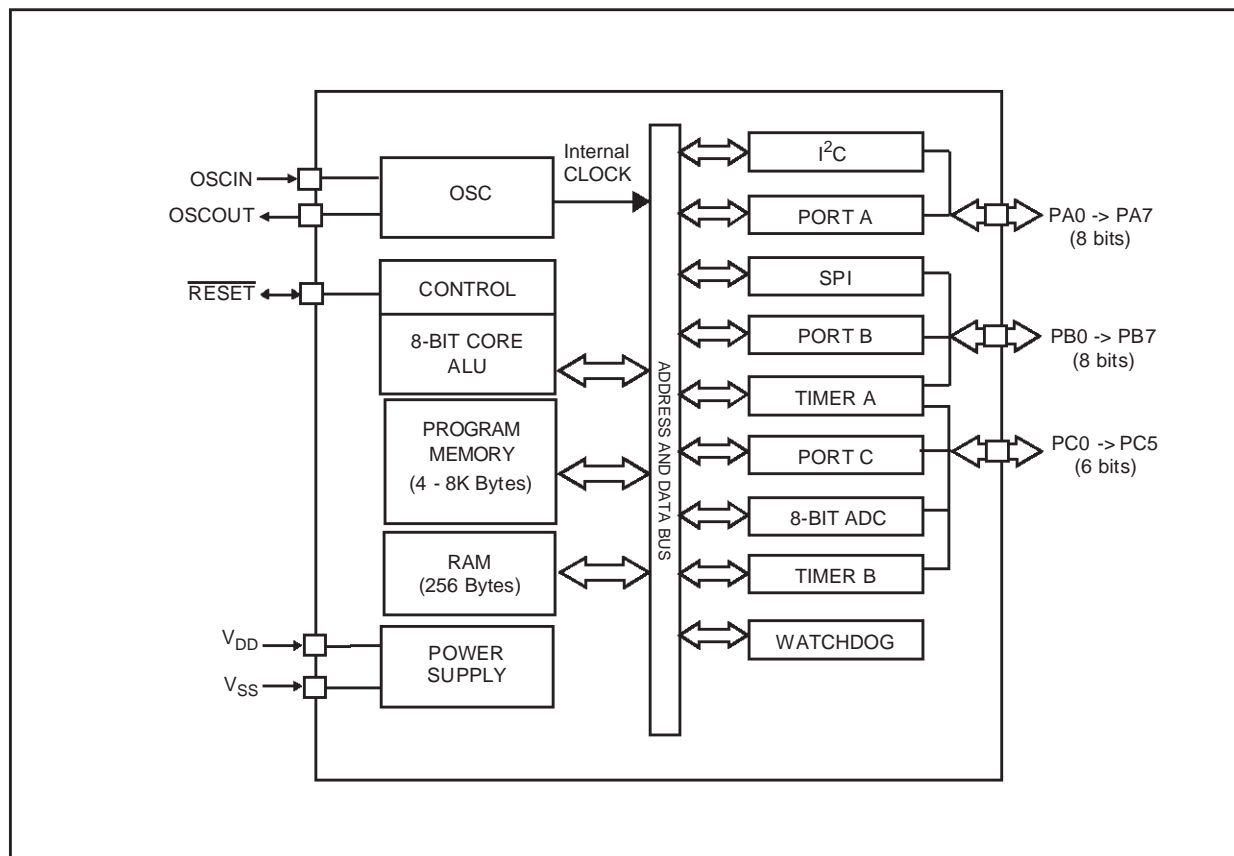 OSCIN
OSCOUT
RESET
V_DD
V_SS
OSC
Internal
CLOCK
CONTROL
8-BIT CORE
ALU
PROGRAM
MEMORY
(4 - 8K Bytes)
RAM
(256 Bytes)
POWER
SUPPLY
ADDRESS AND DATA BUS
I²C
PORT A
SPI
PORT B
TIMER A
PORT C
8-BIT ADC
TIMER B
WATCHDOG
PA0 -> PA7
(8 bits)
PB0 -> PB7
(8 bits)
PC0 -> PC5
(6 bits)